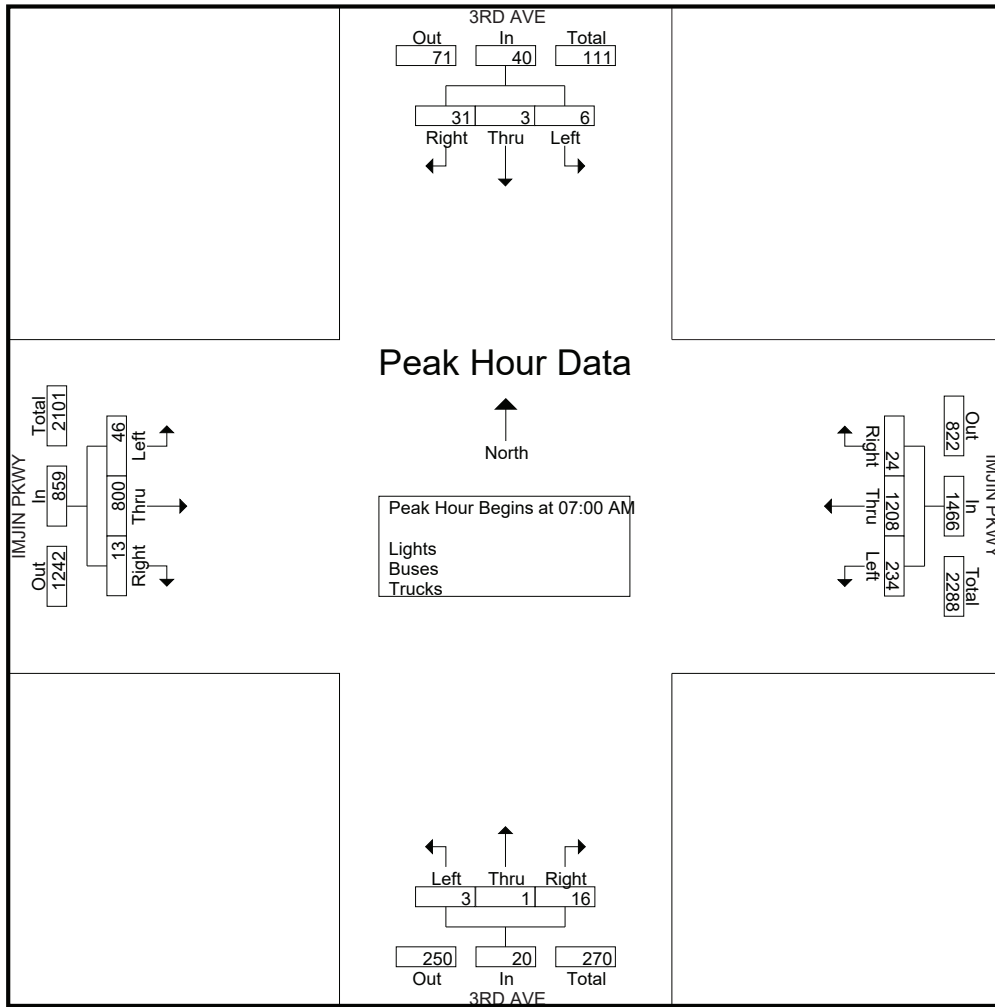 3RD AVE
Out In Total
71 40 111
31 3 6
Right Thru Left
Peak Hour Data
North
Peak Hour Begins at 07:00 AM
Lights
Buses
Trucks
IMJIN PKWY
Total In Out
2101 859 1242
46 800 13
Left Thru Right
IMJIN PKWY
Out In Total
822 1466 2288
24 1208 234
Right Thru Left
Left Thru Right
3 1 16
250 20 270
Out In Total
3RD AVE